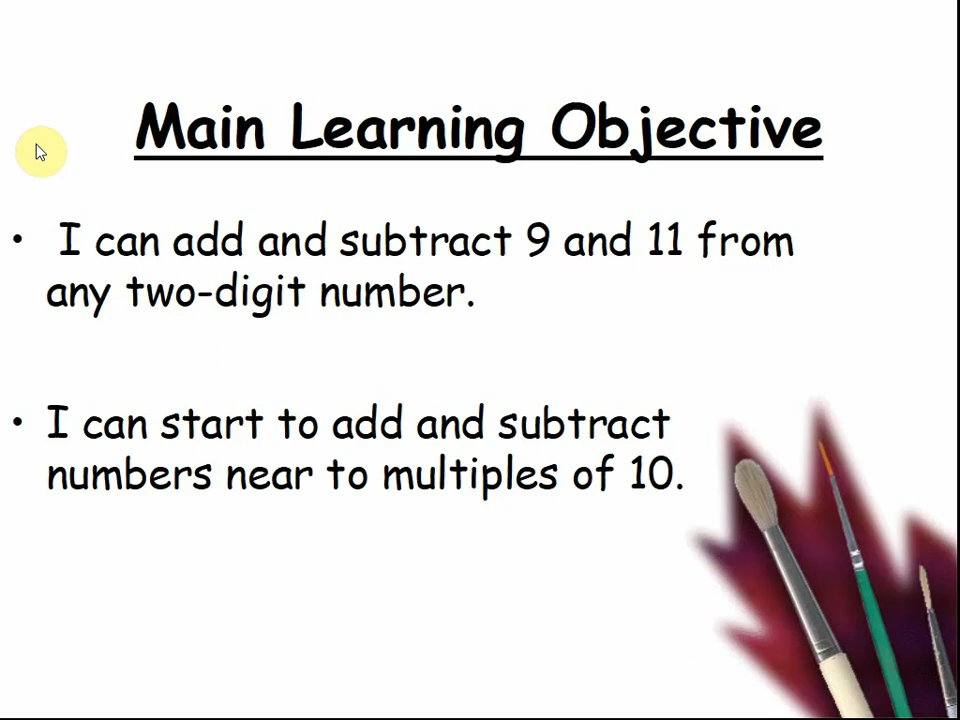 Main Learning Objective
• I can add and subtract 9 and 11 from
any two-digit number.
• I can start to add and subtract
numbers near to multiples of 10.